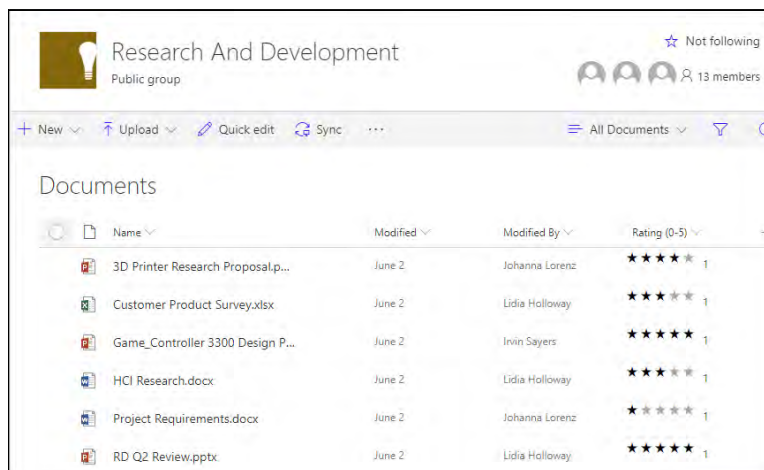 Research And Development
Public group
Not following
13 members
New
Upload
Quick edit
Sync
...
All Documents
Documents
Name
Modified
Modified By
Rating (0-5)
3D Printer Research Proposal.p...
June 2
Johanna Lorenz
1
Customer Product Survey.xlsx
June 2
Lidia Holloway
1
Game_Controller 3300 Design P...
June 2
Irvin Sayers
1
HCI Research.docx
June 2
Lidia Holloway
1
Project Requirements.docx
June 2
Johanna Lorenz
1
RD Q2 Review.pptx
June 2
Lidia Holloway
1